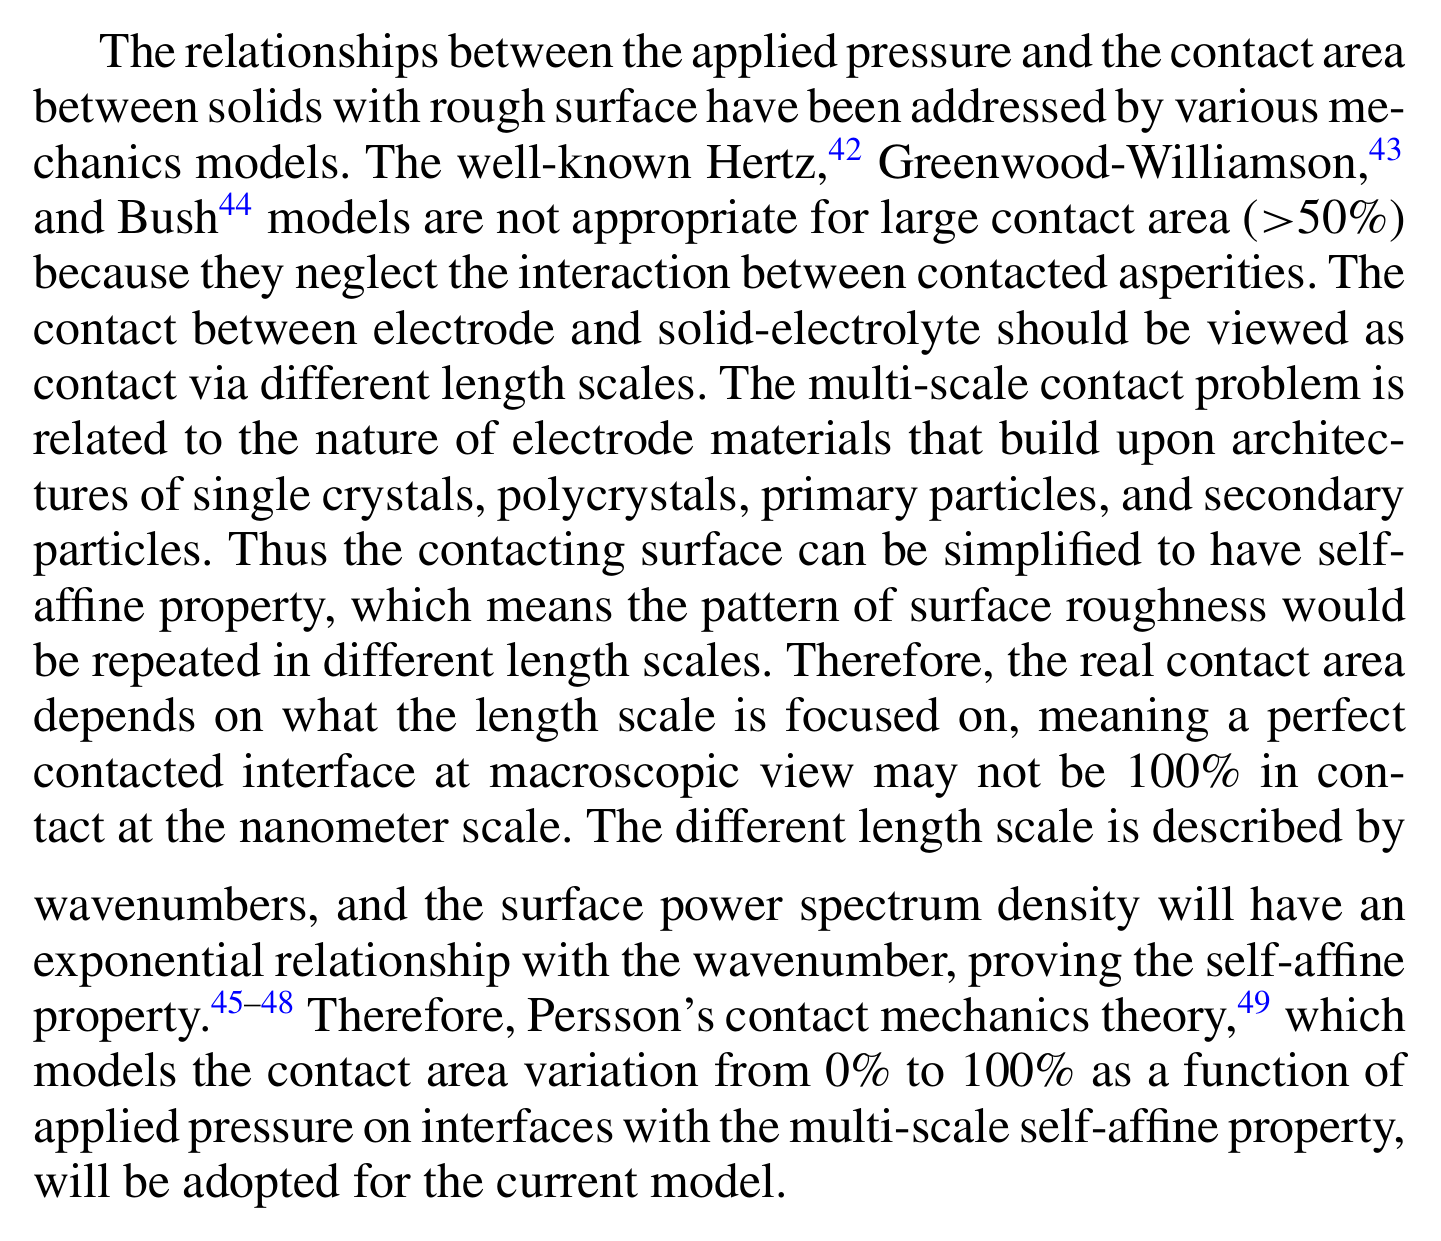 The relationships between the applied pressure and the contact area
between solids with rough surface have been addressed by various me-
chanics models. The well-known Hertz,42 Greenwood-Williamson,43
and Bush44 models are not appropriate for large contact area (>50%)
because they neglect the interaction between contacted asperities. The
contact between electrode and solid-electrolyte should be viewed as
contact via different length scales. The multi-scale contact problem is
related to the nature of electrode materials that build upon architec-
tures of single crystals, polycrystals, primary particles, and secondary
particles. Thus the contacting surface can be simplified to have self-
affine property, which means the pattern of surface roughness would
be repeated in different length scales. Therefore, the real contact area
depends on what the length scale is focused on, meaning a perfect
contacted interface at macroscopic view may not be 100% in con-
tact at the nanometer scale. The different length scale is described by
wavenumbers, and the surface power spectrum density will have an
exponential relationship with the wavenumber, proving the self-affine
property.45–48 Therefore, Persson's contact mechanics theory,49 which
models the contact area variation from 0% to 100% as a function of
applied pressure on interfaces with the multi-scale self-affine property,
will be adopted for the current model.